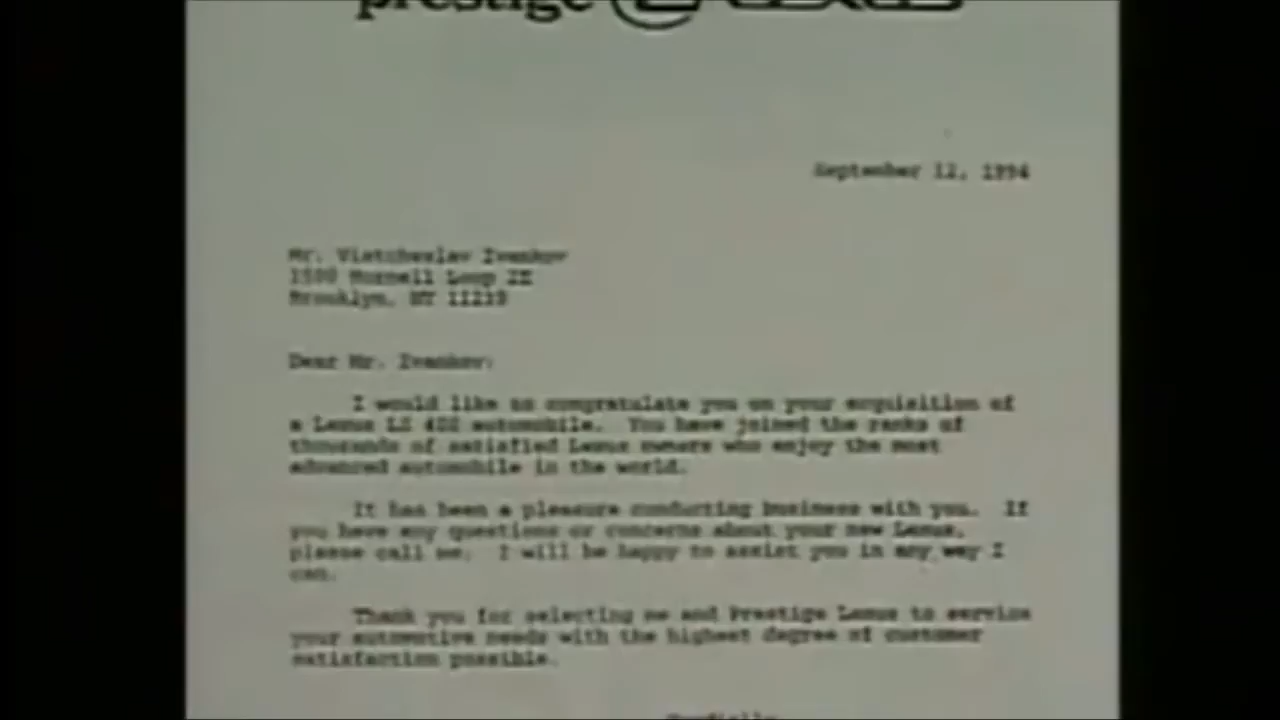 prestige
September 12, 1994
Mr. Viatcheslav Ivankov
1500 Loop
Brooklyn, NY
Dear Mr. Ivankov:
I would like to congratulate you on your acquisition of
a Lexus LS 400 automobile. You have joined the ranks of
thousands of satisfied Lexus owners who enjoy the most
advanced automobile in the world.
It has been a pleasure conducting business with you. If
you have any questions or concerns about your new Lexus,
please call me. I will be happy to assist you in any way I
can.
Thank you for selecting me and Prestige Lexus to service
your automotive needs with the highest degree of customer
satisfaction possible.